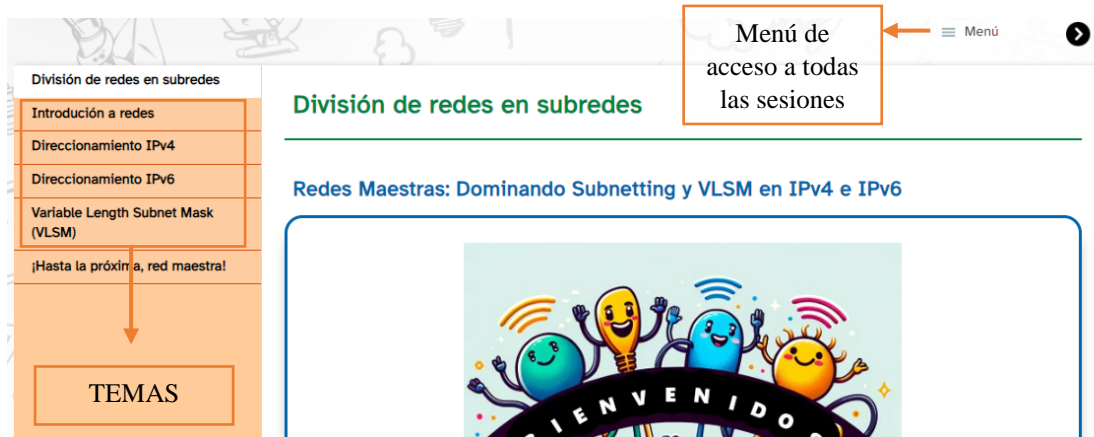 Menú de
acceso a todas
las sesiones
Menú
División de redes en subredes
Introdución a redes
Direccionamiento IPv4
Direccionamiento IPv6
Variable Length Subnet Mask
(VLSM)
¡Hasta la próxima, red maestra!
TEMAS
División de redes en subredes
Redes Maestras: Dominando Subnetting y VLSM en IPv4 e IPv6
BIENVENIDOS